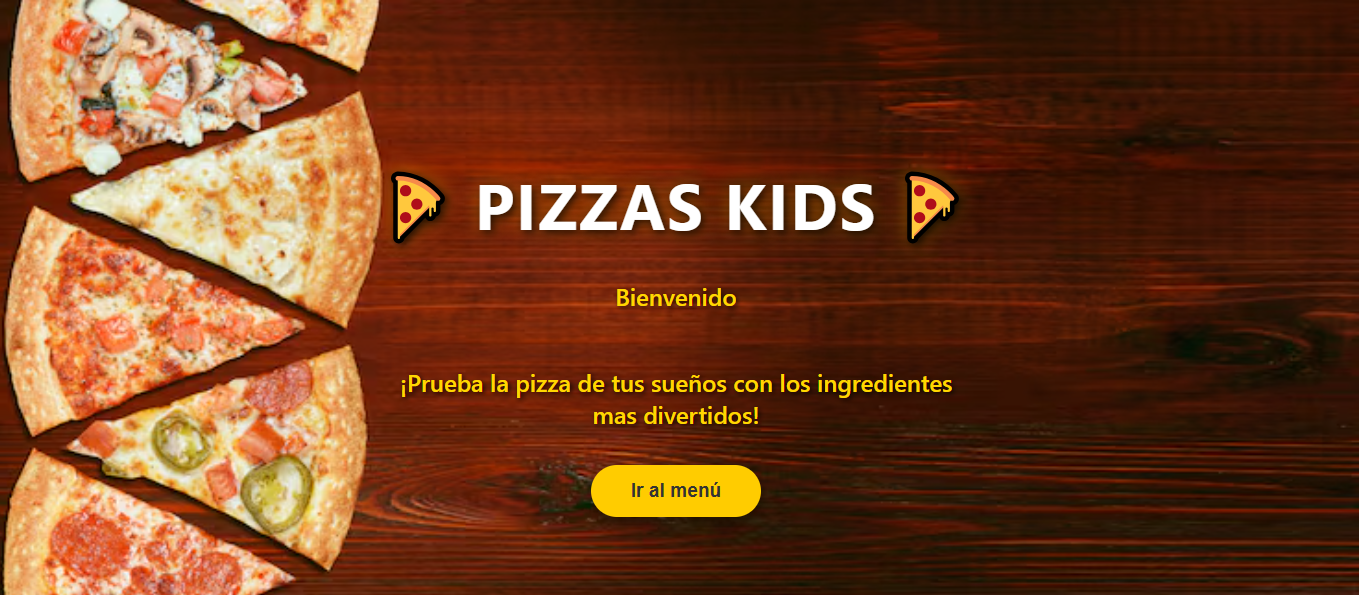 PIZZAS KIDS
Bienvenido
¡Prueba la pizza de tus sueños con los ingredientes
mas divertidos!
Ir al menú